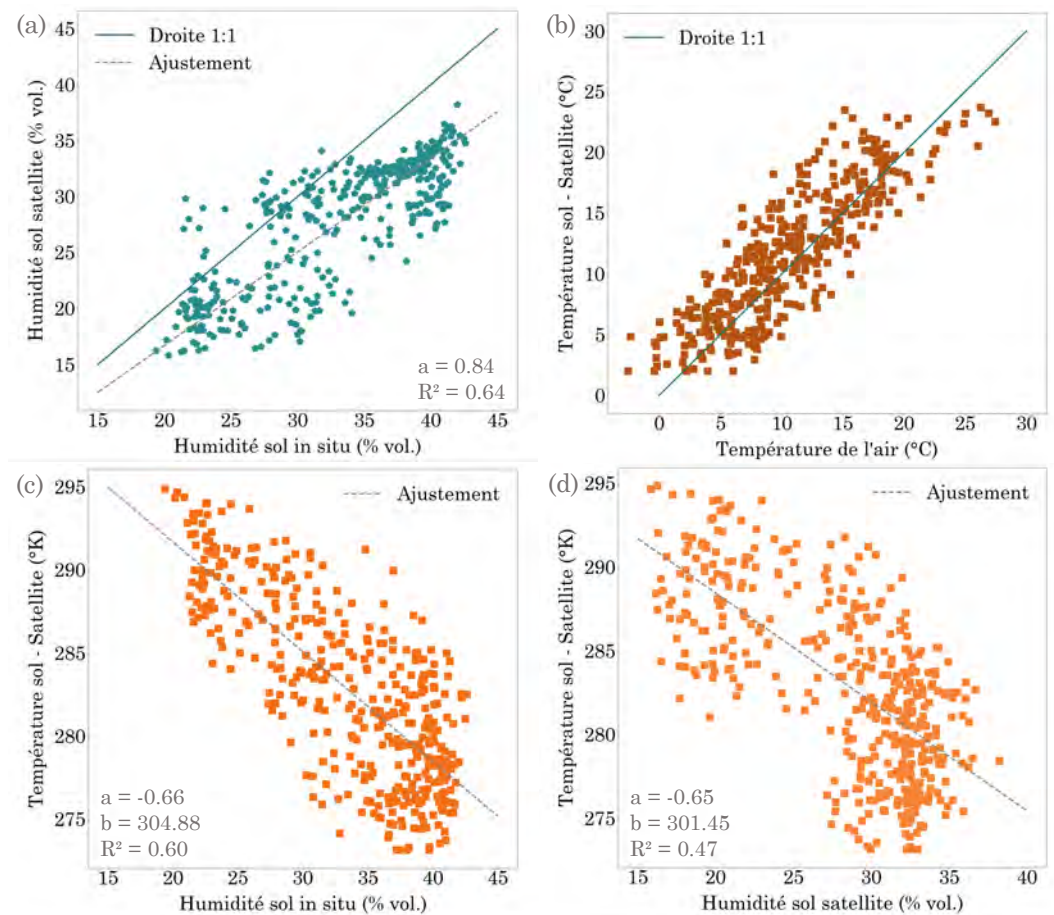 (a)
Droite 1:1
Ajustement
45
40
35
30
25
20
15
Humidité sol satellite (% vol.)
a = 0.84
R² = 0.64
15 20 25 30 35 40 45
Humidité sol in situ (% vol.)
(b)
Droite 1:1
30
25
20
15
10
5
0
Température sol - Satellite (°C)
0 5 10 15 20 25 30
Température de l'air (°C)
(c)
Ajustement
295
290
285
280
275
Température sol - Satellite (°K)
a = -0.66
b = 304.88
R² = 0.60
15 20 25 30 35 40 45
Humidité sol in situ (% vol.)
(d)
Ajustement
295
290
285
280
275
Température sol - Satellite (°K)
a = -0.65
b = 301.45
R² = 0.47
15 20 25 30 35 40
Humidité sol satellite (% vol.)